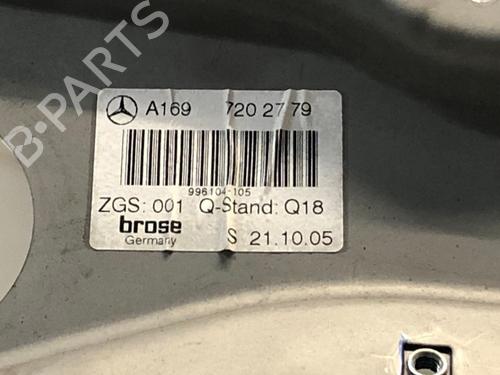 A169 720 27 79
996104-105
ZGS: 001 Q-Stand: Q18
brose
Germany S 21.10.05
B-PARTS